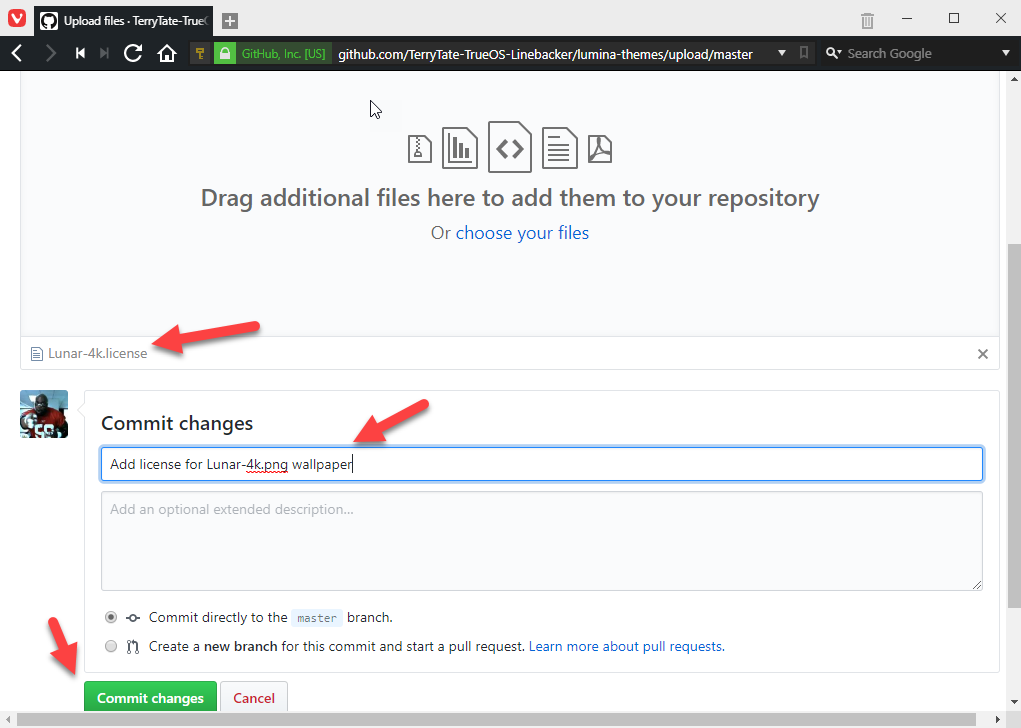 Upload files · TerryTate-True
GitHub, Inc. [US]
github.com/TerryTate-TrueOS-Linebacker/lumina-themes/upload/master
Search Google
Drag additional files here to add them to your repository
Or choose your files
Lunar-4k.license
Commit changes
Add license for Lunar-4k.png wallpaper
Add an optional extended description...
Commit directly to the master branch.
Create a new branch for this commit and start a pull request. Learn more about pull requests.
Commit changes
Cancel